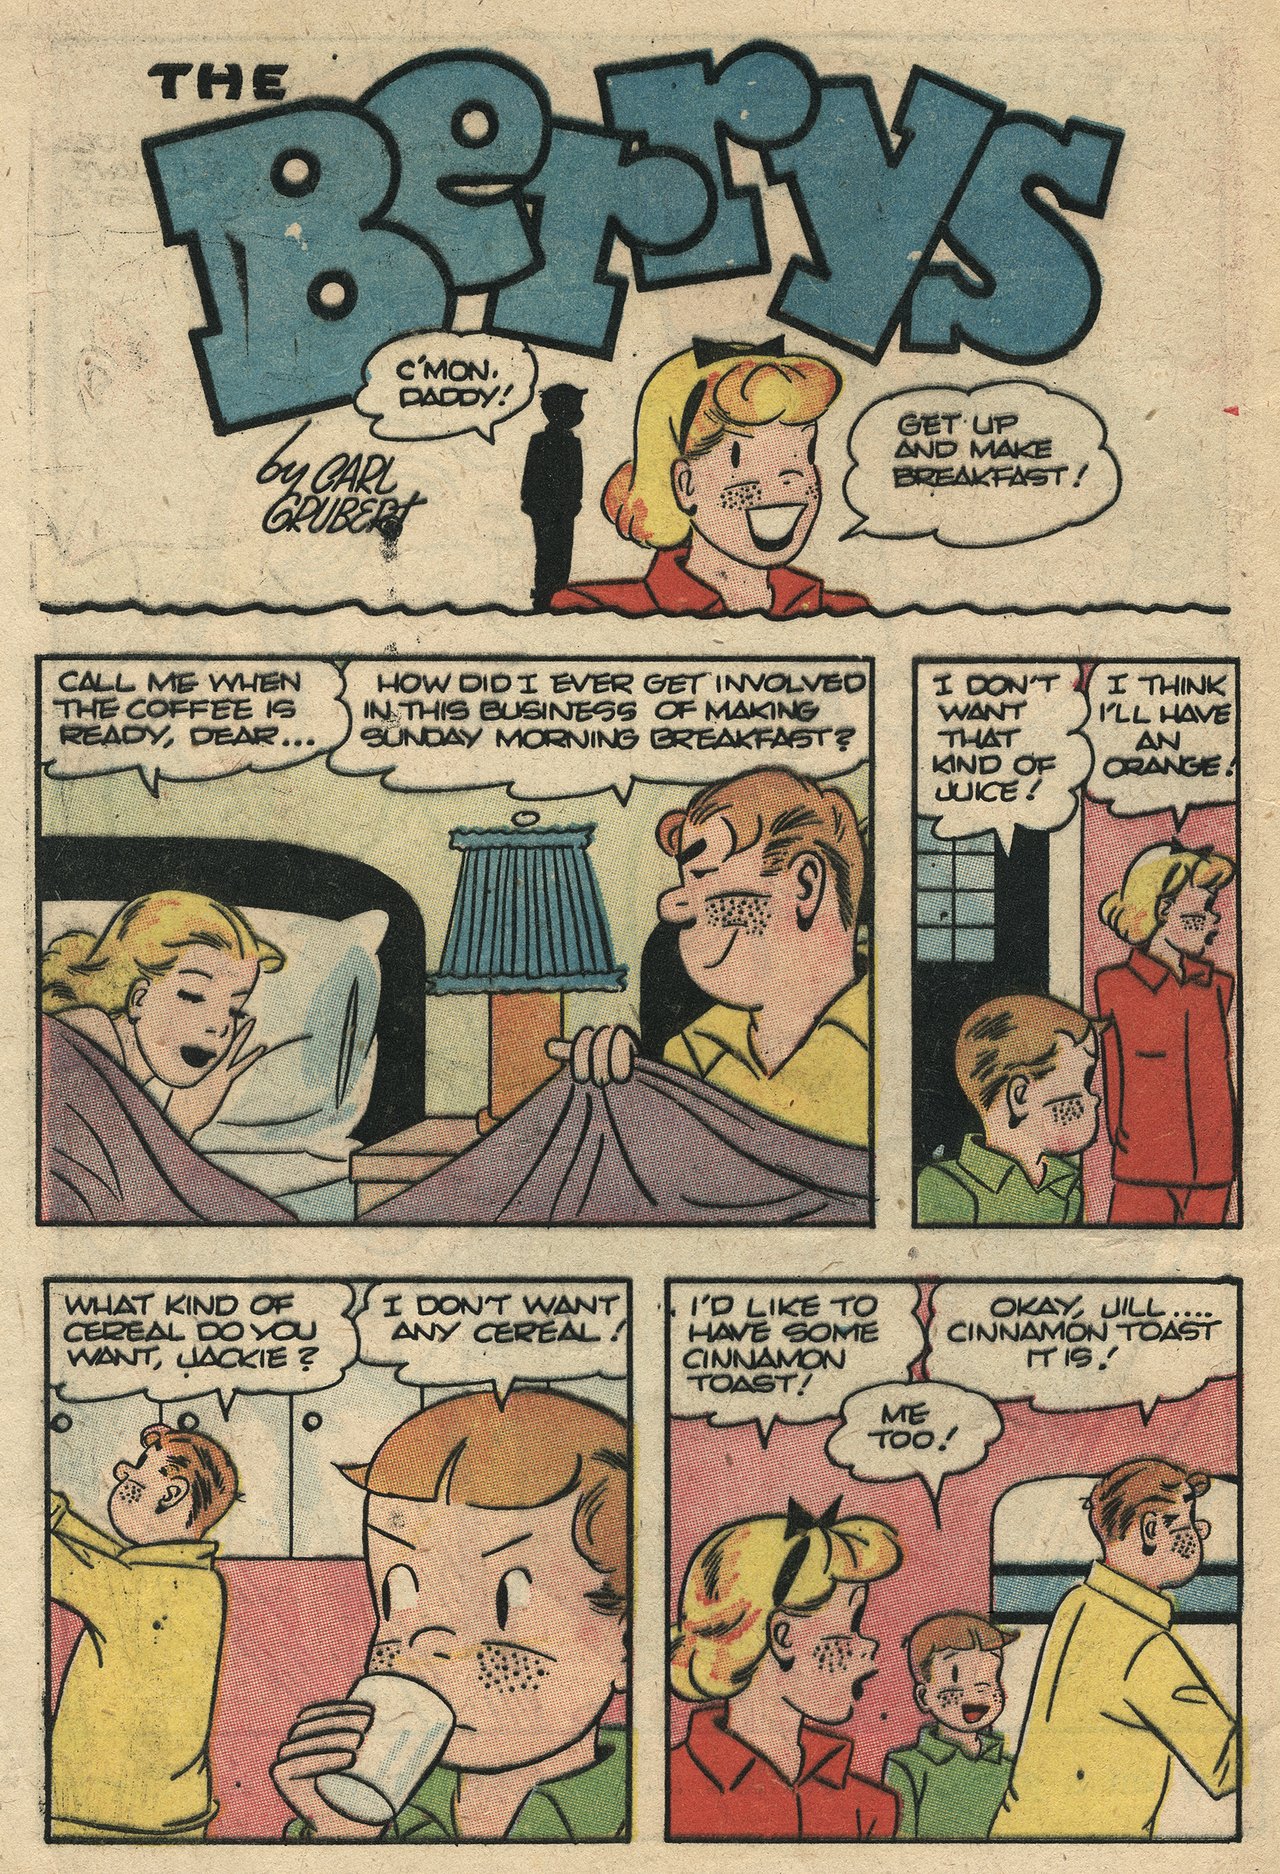 THE
Berrys
by CARL
GRUBERT
C'MON,
DADDY!
GET UP
AND MAKE
BREAKFAST!
CALL ME WHEN
THE COFFEE IS
READY, DEAR...
HOW DID I EVER GET INVOLVED
IN THIS BUSINESS OF MAKING
SUNDAY MORNING BREAKFAST?
I DON'T
WANT
THAT
KIND OF
JUICE!
I THINK
I'LL HAVE
AN
ORANGE!
WHAT KIND OF
CEREAL DO YOU
WANT, JACKIE?
I DON'T WANT
ANY CEREAL!
I'D LIKE TO
HAVE SOME
CINNAMON
TOAST!
ME
TOO!
OKAY, JILL....
CINNAMON TOAST
IT IS!